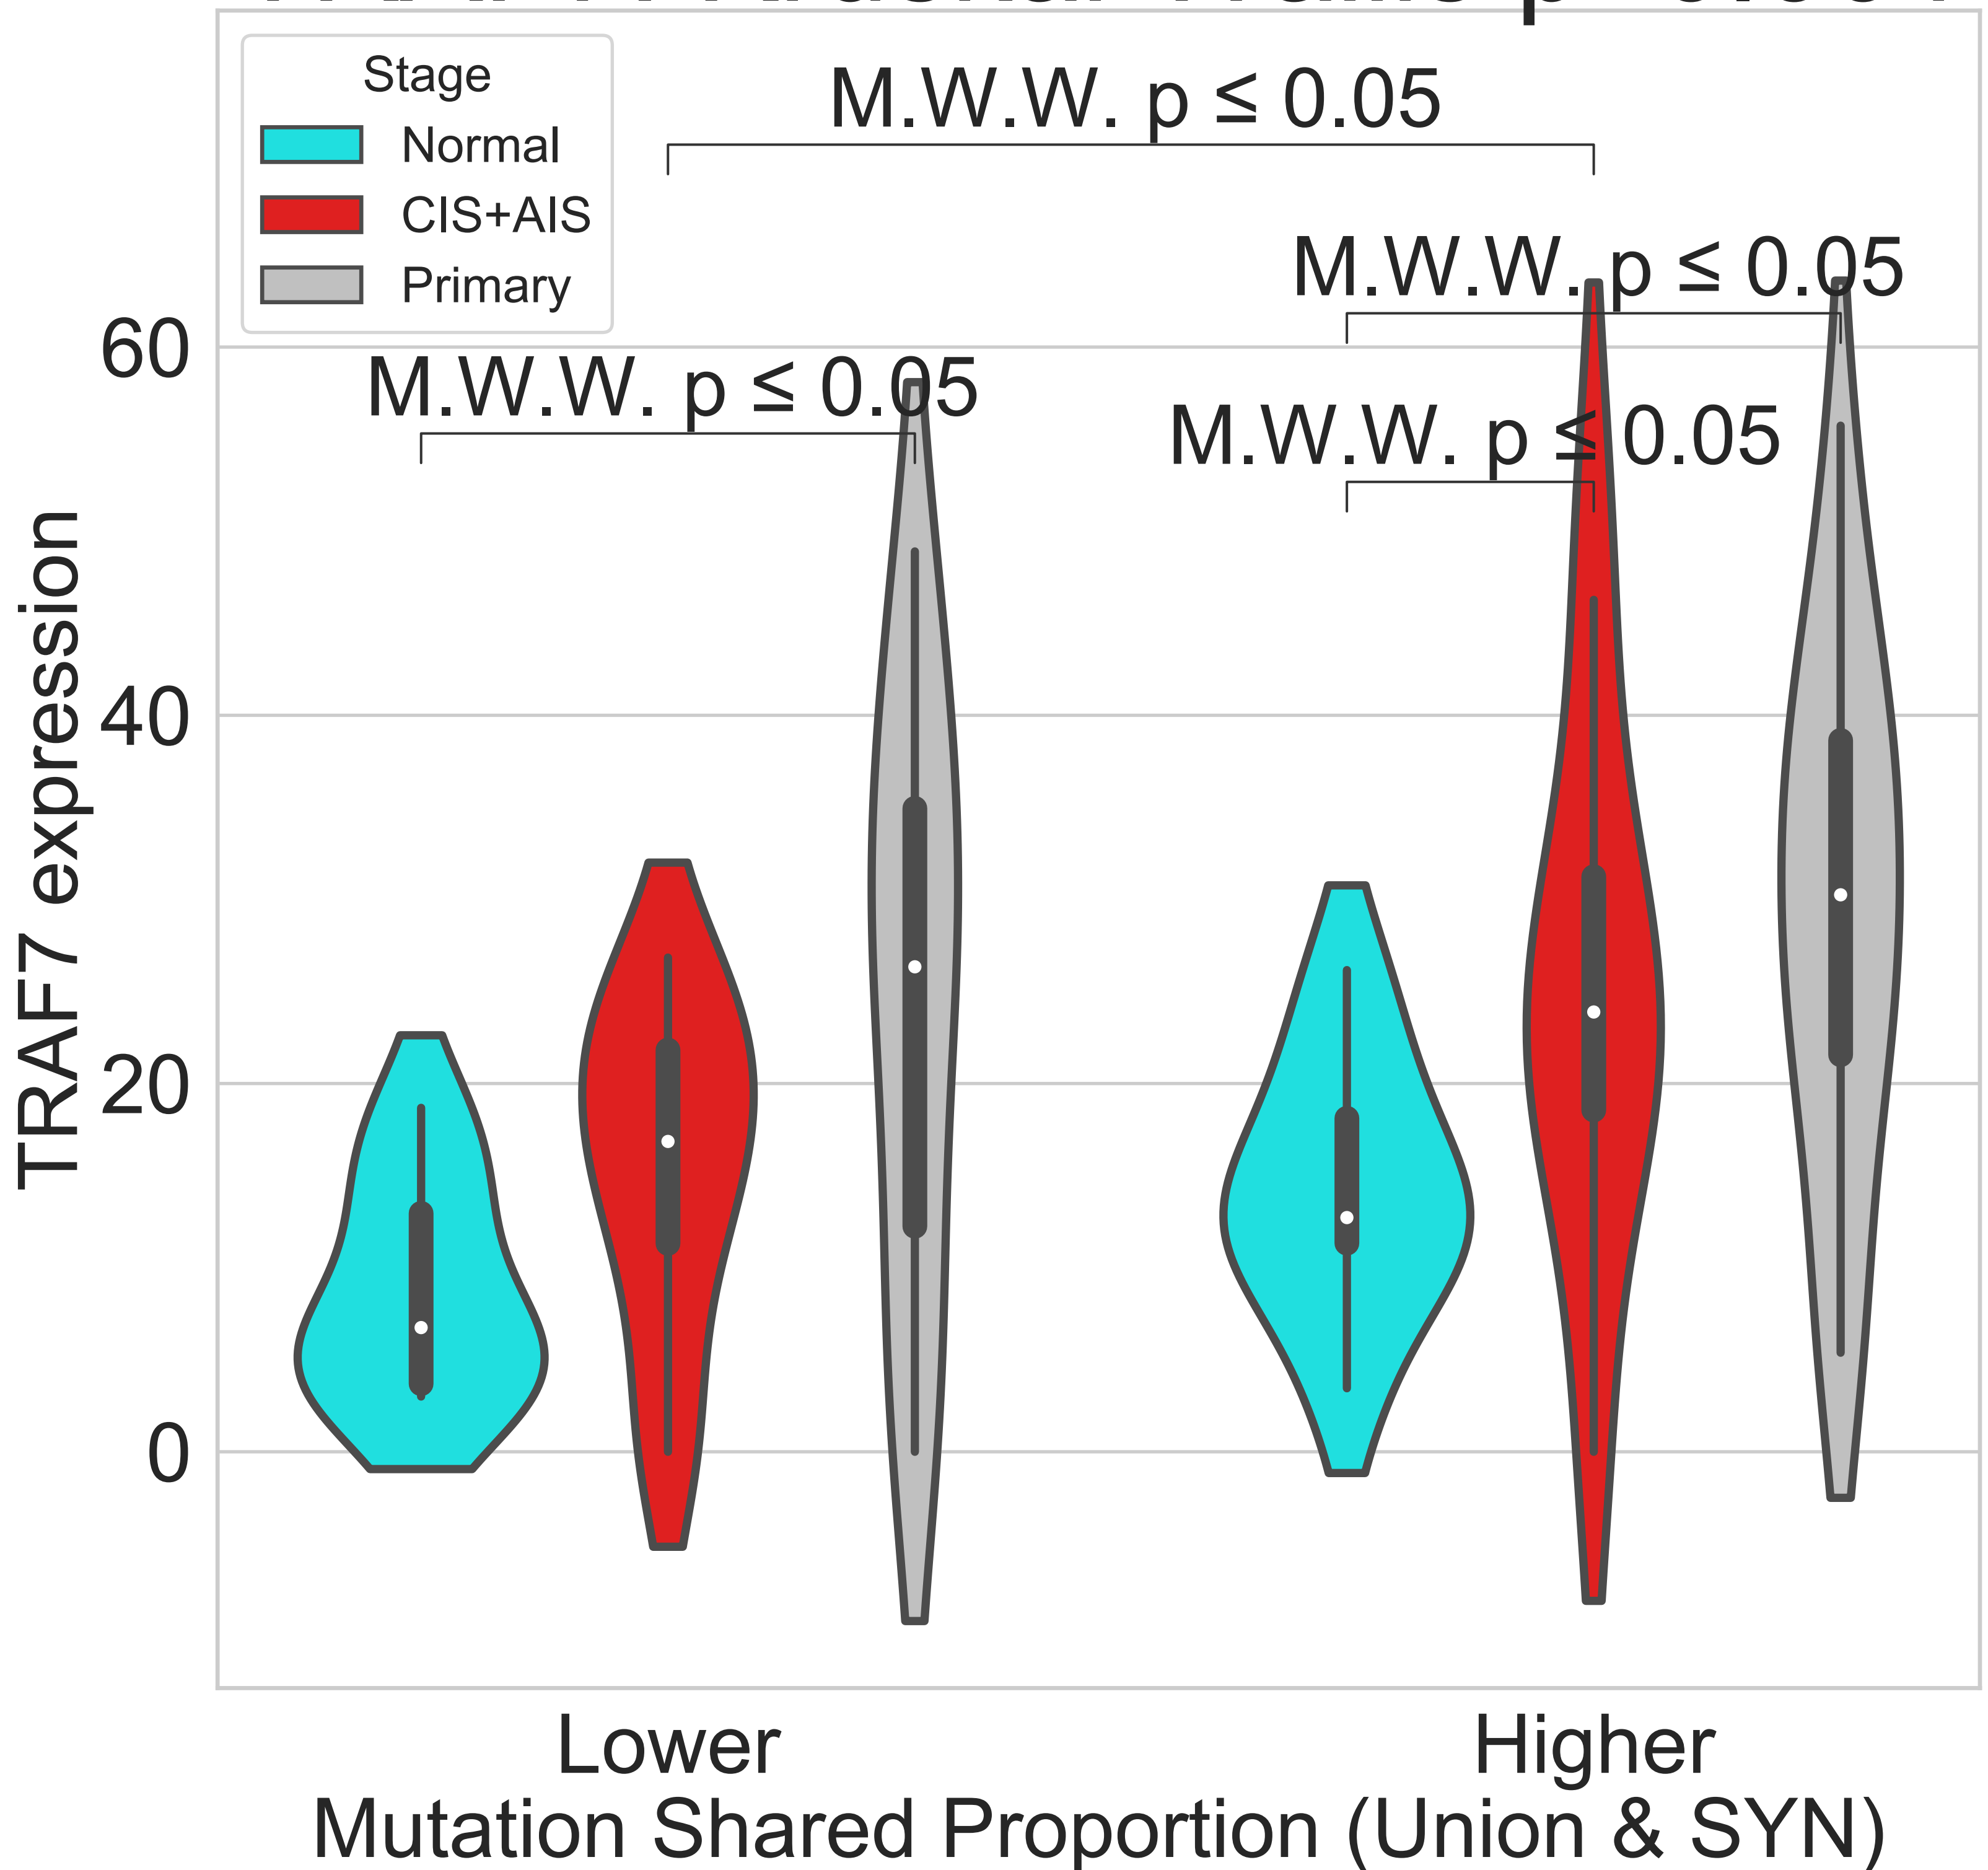 Stage
Normal
CIS+AIS
Primary
M.W.W. p ≤ 0.05
M.W.W. p ≤ 0.05
M.W.W. p ≤ 0.05
M.W.W. p ≤ 0.05
60
40
20
0
TRAF7 expression
Lower
Higher
Mutation Shared Proportion (Union & SYN)